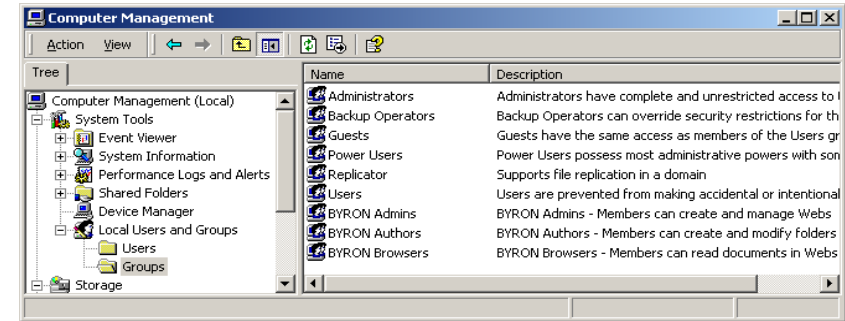 Computer Management
Action View
Tree
Name Description
Computer Management (Local)
System Tools
Event Viewer
System Information
Performance Logs and Alerts
Shared Folders
Device Manager
Local Users and Groups
Users
Groups
Storage
Administrators Administrators have complete and unrestricted access to
Backup Operators Backup Operators can override security restrictions for th
Guests Guests have the same access as members of the Users gr
Power Users Power Users possess most administrative powers with som
Replicator Supports file replication in a domain
Users Users are prevented from making accidental or intentional
BYRON Admins BYRON Admins - Members can create and manage Webs
BYRON Authors BYRON Authors - Members can create and modify folders
BYRON Browsers BYRON Browsers - Members can read documents in Webs